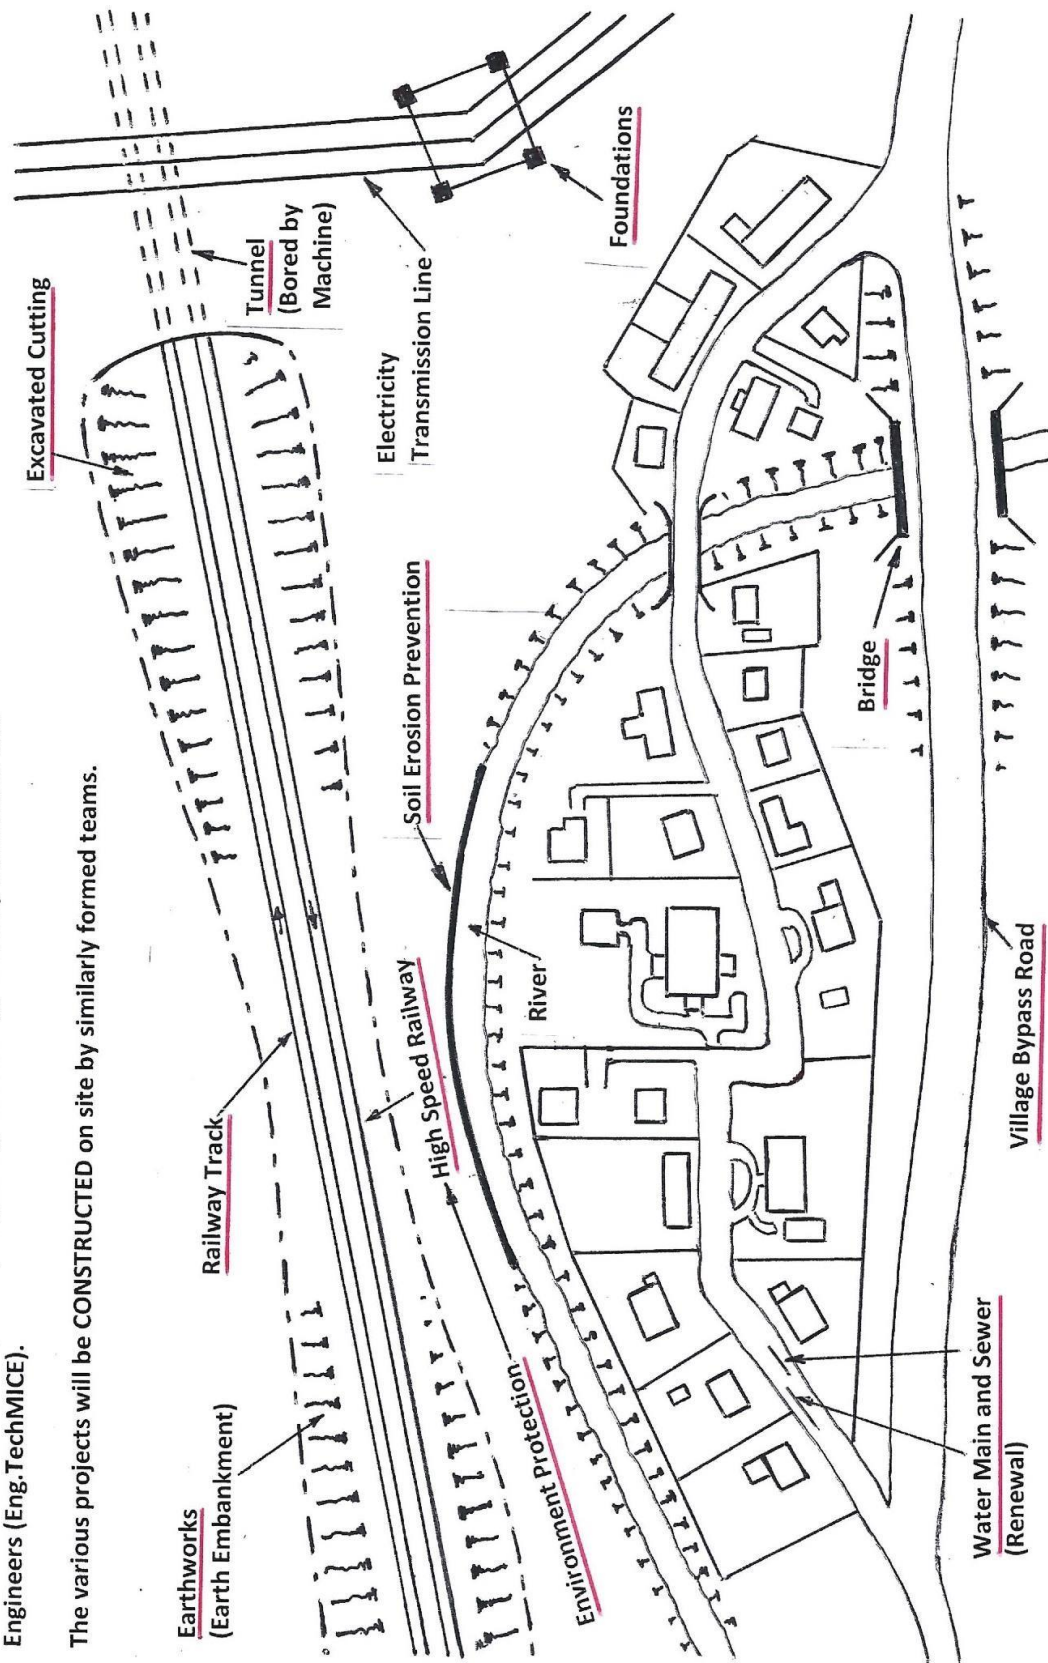 Engineers (Eng.TechMICE).
The various projects will be CONSTRUCTED on site by similarly formed teams.
Earthworks
(Earth Embankment)
Railway Track
Excavated Cutting
Tunnel
(Bored by
Machine)
Electricity
Transmission Line
Foundations
Soil Erosion Prevention
High Speed Railway
Environment Protection
River
Bridge
Water Main and Sewer
(Renewal)
Village Bypass Road